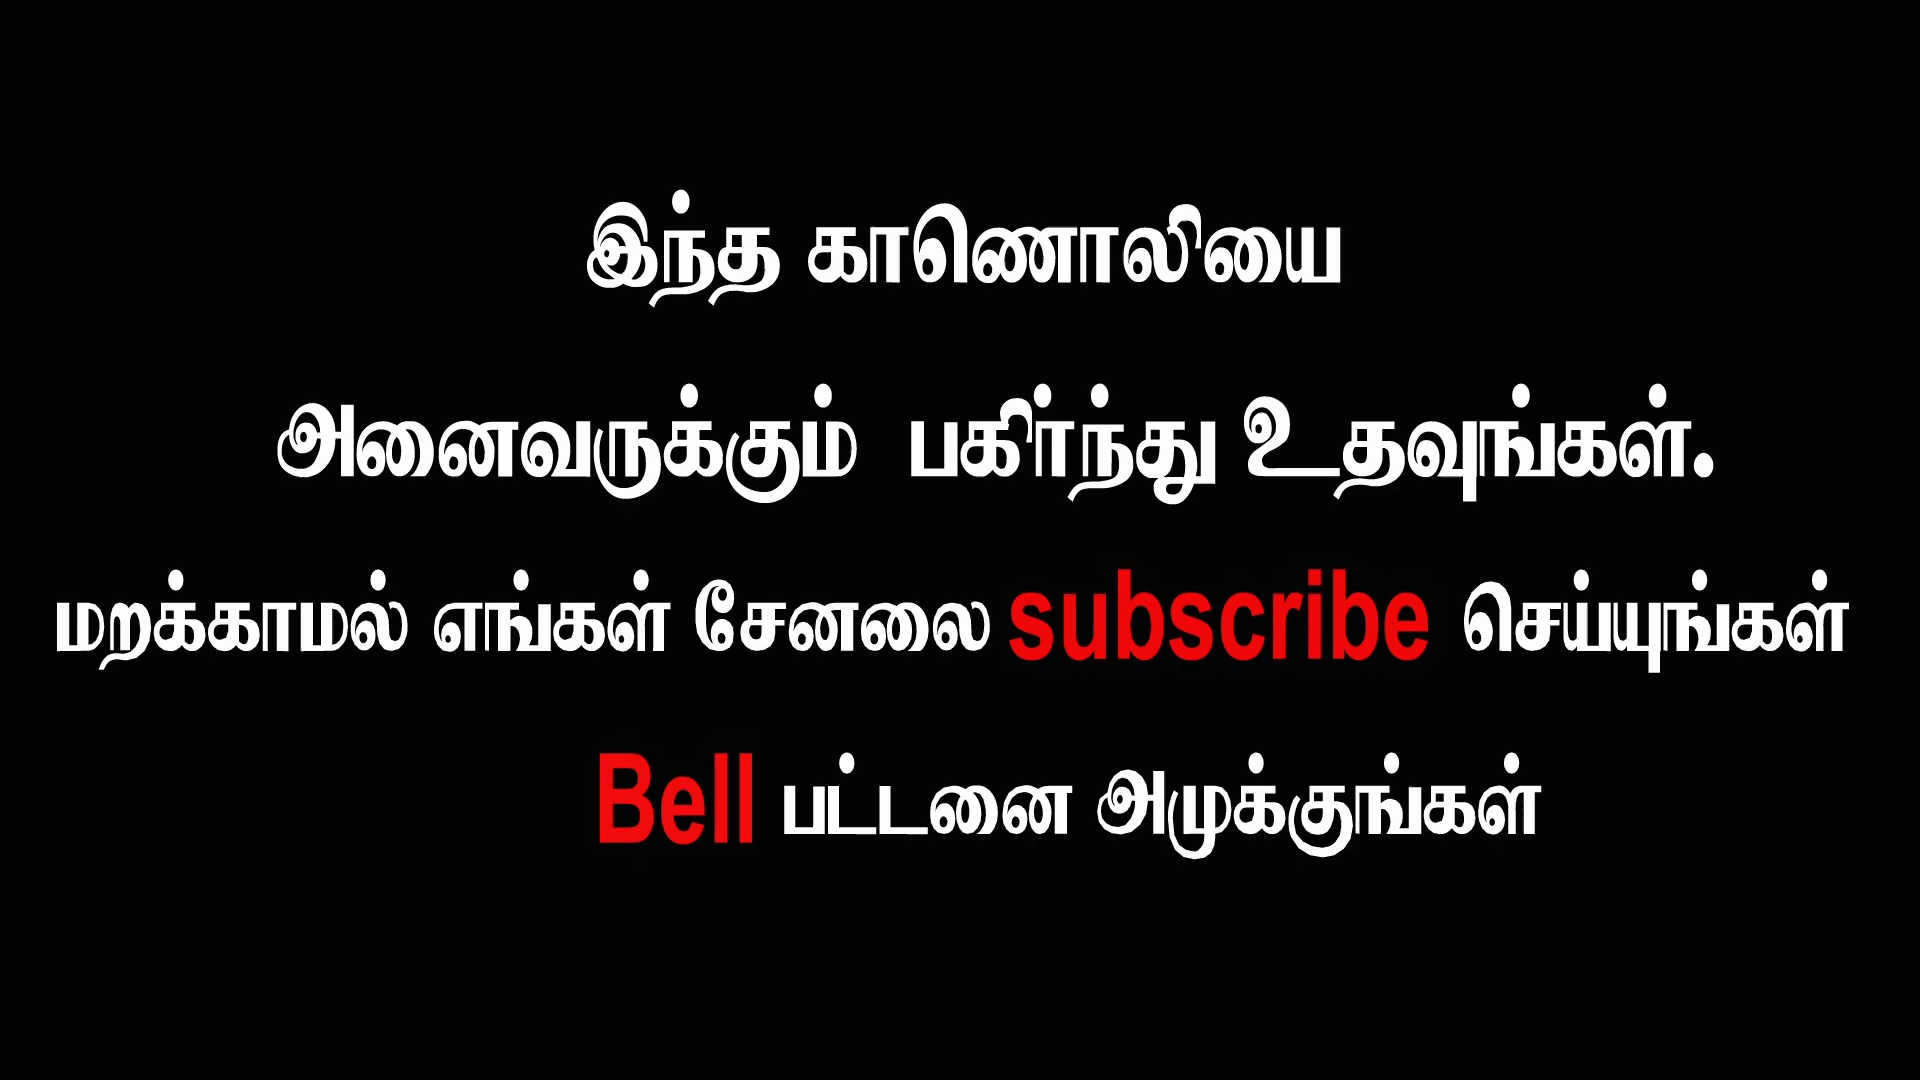 இந்த காணொலியை
அனைவருக்கும் பகிர்ந்து உதவுங்கள்.
மறக்காமல் எங்கள் சேனலை subscribe செய்யுங்கள்
Bell பட்டனை அழுக்குங்கள்